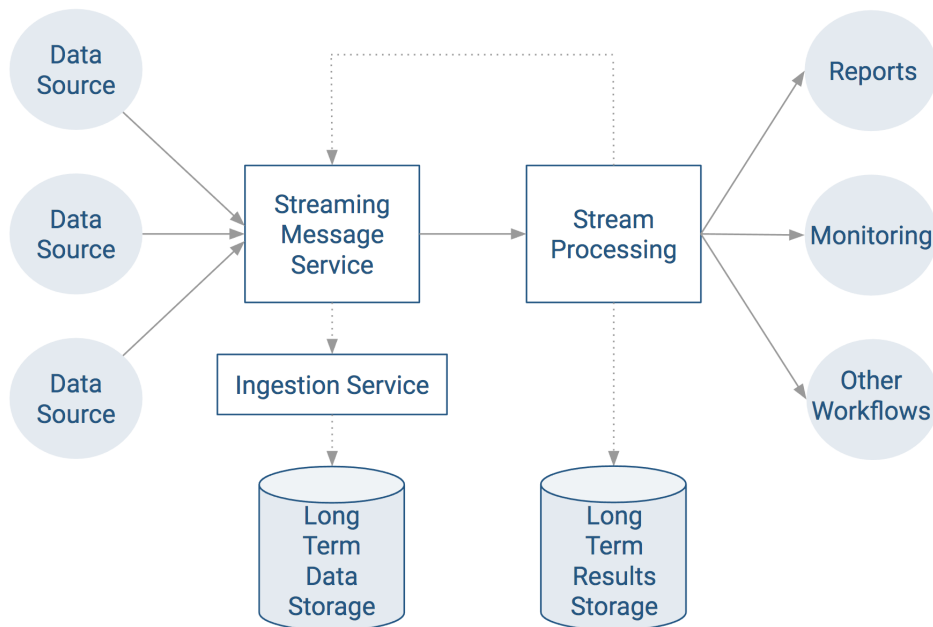 Data
Source
Data
Source
Data
Source
Streaming
Message
Service
Stream
Processing
Ingestion Service
Long
Term
Data
Storage
Long
Term
Results
Storage
Reports
Monitoring
Other
Workflows